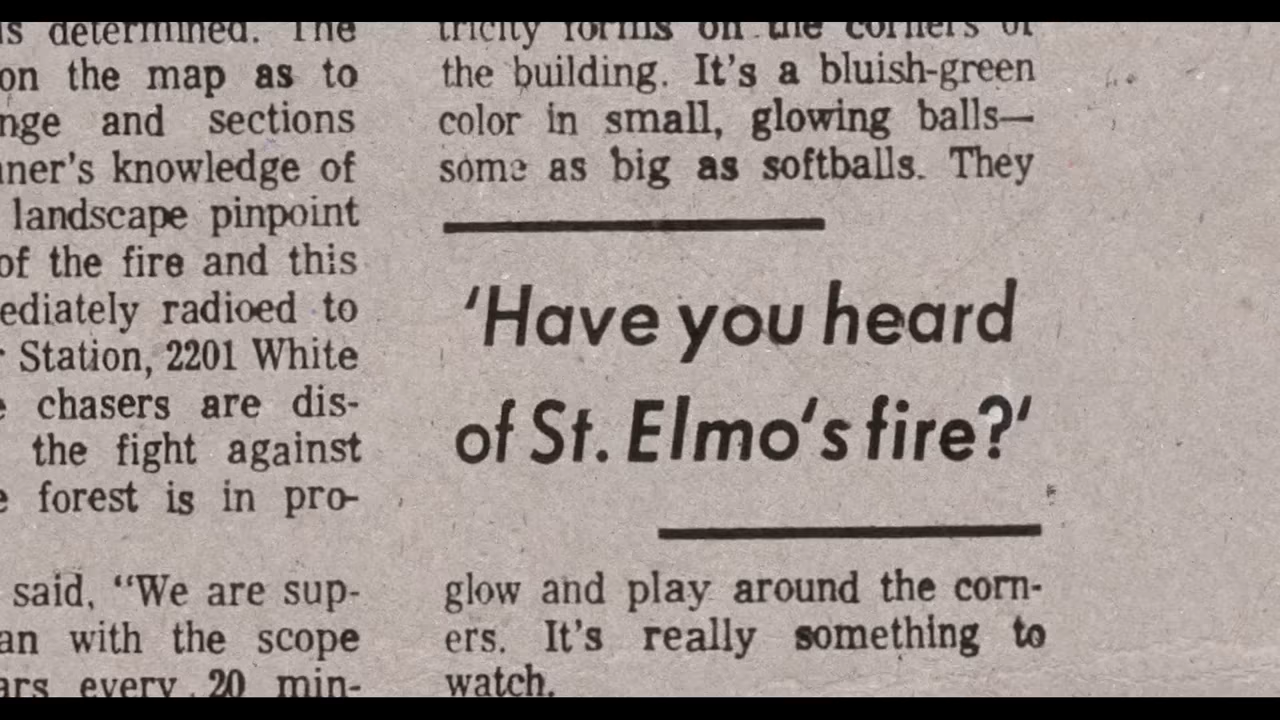 s determined. The
on the map as to
nge and sections
ner's knowledge of
landscape pinpoint
of the fire and this
ediately radioed to
Station, 2201 White
chasers are dis-
the fight against
forest is in pro-
said, “We are sup-
an with the scope
ars every 20 min-
tricity forms on the corners of
the building. It's a bluish-green
color in small, glowing balls—
some as big as softballs. They
'Have you heard
of St. Elmo's fire?'
glow and play around the corn-
ers. It's really something to
watch.